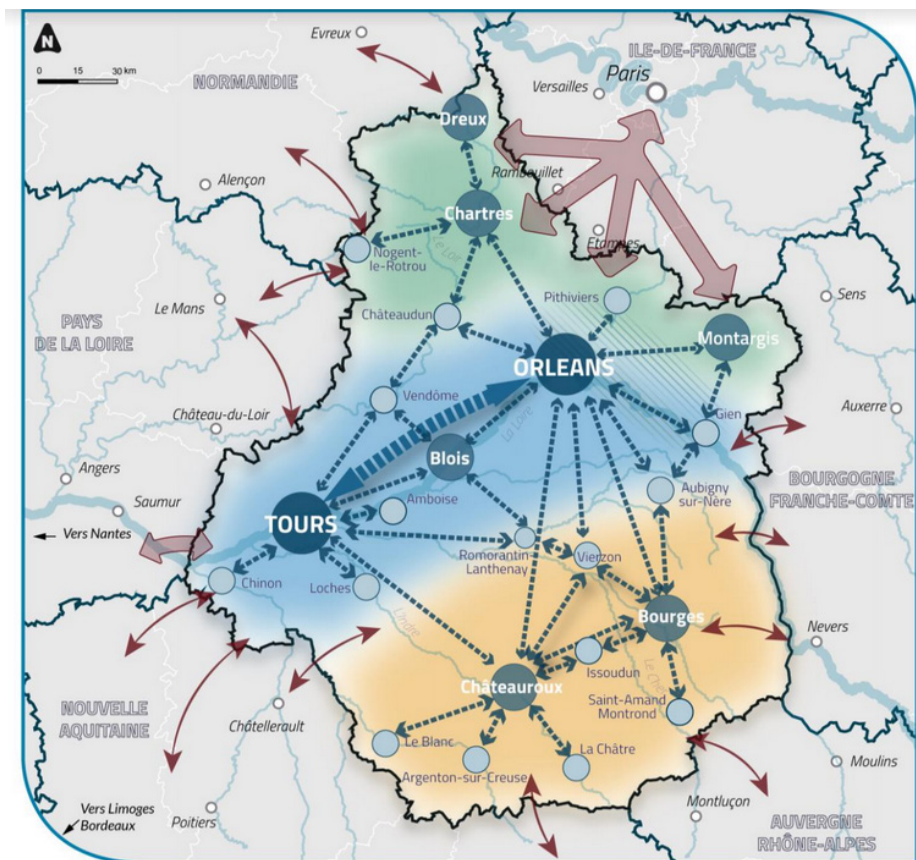 N
0 15 30 km
Evreux
ILE-DE-FRANCE
Paris
Versailles
NORMANDIE
Dreux
Rambouillet
Alençon
Chartres
Le Loir
Etampes
Nogent-
le-Rotrou
Pithiviers
Sens
Le Mans
Châteaudun
PAYS
DE LA LOIRE
Montargis
ORLEANS
Vendôme
Château-du-Loir
La Loire
Gien
Auxerre
Blois
Angers
BOURGOGNE
FRANCHE-COMTE
Aubigny
sur-Nère
Saumur
Amboise
TOURS
Vers Nantes
Romorantin
Lanthenay
Vierzon
Chinon
Loches
Bourges
L'Indre
Nevers
Issoudun
Le Cher
Châteauroux
Saint-Amand
Montrond
NOUVELLE
AQUITAINE
Châtellerault
Le Blanc
La Châtre
Argenton-sur-Creuse
Moulins
Montluçon
Vers Limoges
Bordeaux
Poitiers
AUVERGNE
RHÔNE-ALPES